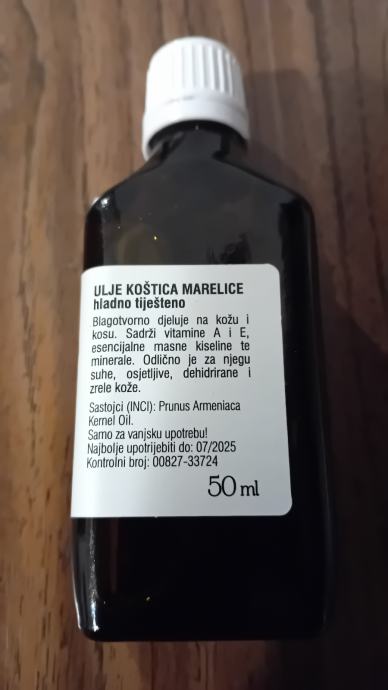 ULJE KOŠTICA MARELICE
hladno tiješteno
Blagotvorno djeluje na kožu i
kosu. Sadrži vitamine A i E,
esencijalne masne kiseline te
minerale. Odlično je za njegu
suhe, osjetljive, dehidrirane i
zrele kože.
Sastojci (INCI): Prunus Armeniaca
Kernel Oil.
Samo za vanjsku upotrebu!
Najbolje upotrijebiti do: 07/2025
Kontrolni broj: 00827-33724
50 ml